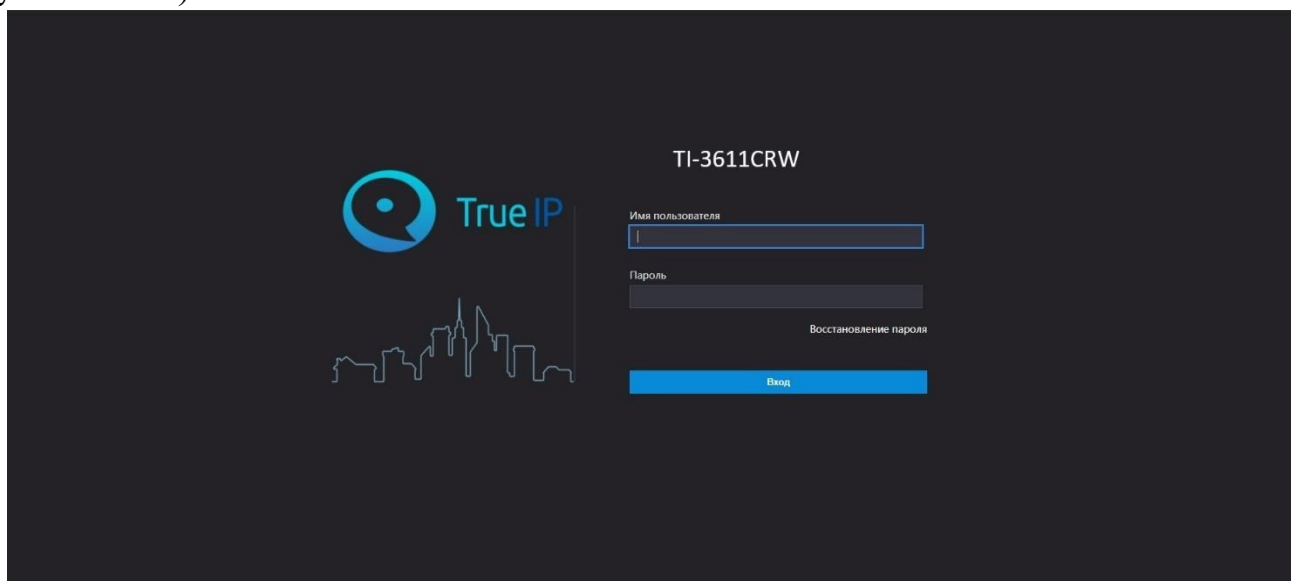 TI-3611CRW
True IP
Имя пользователя
Пароль
Восстановление пароля
Вход